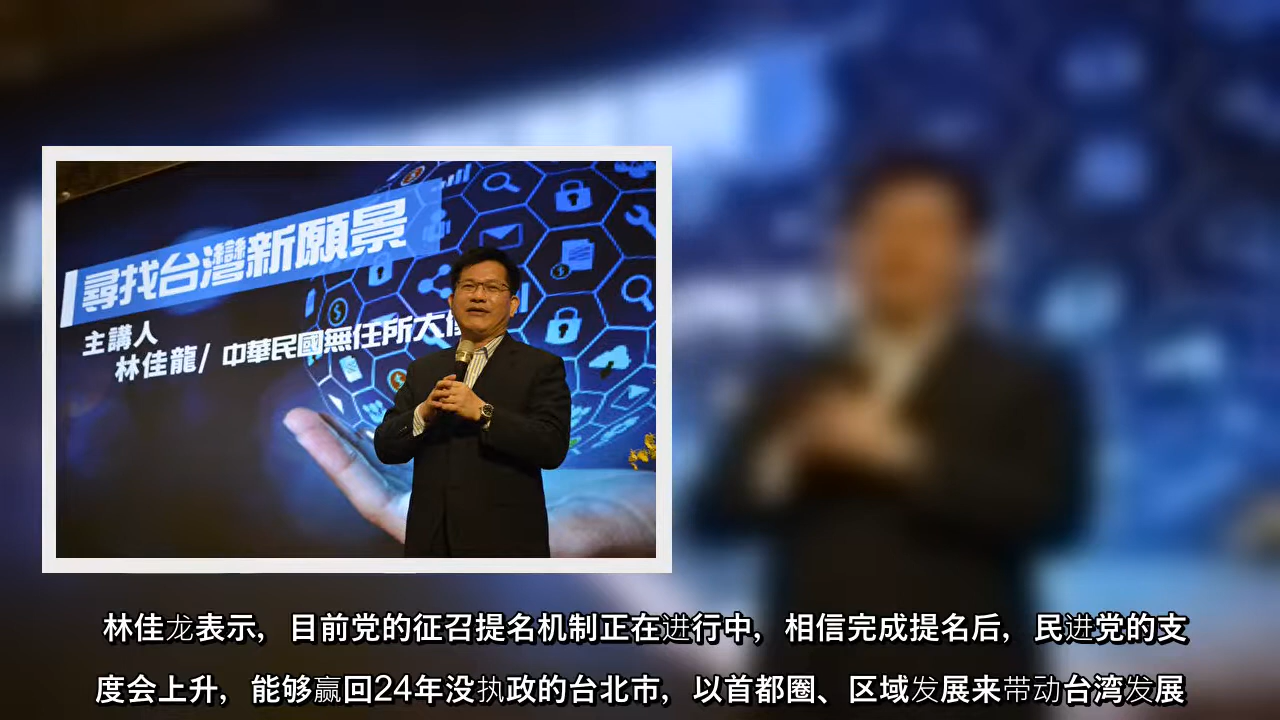 尋找台灣新願景
主講人
林佳龍/ 中華民國無任所大使
林佳龙表示，目前党的征召提名机制正在进行中，相信完成提名后，民进党的支
度会上升，能够赢回24年没执政的台北市，以首都圈、区域发展来带动台湾发展